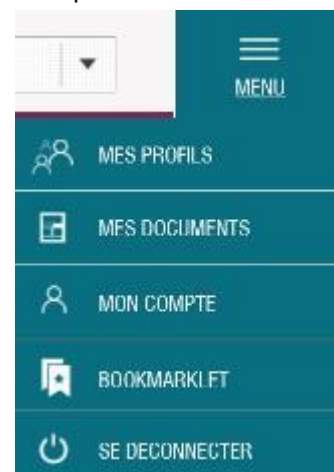 MENU
MES PROFILS
MES DOCUMENTS
MON COMPTE
BOOKMARKLET
SE DECONNECTER